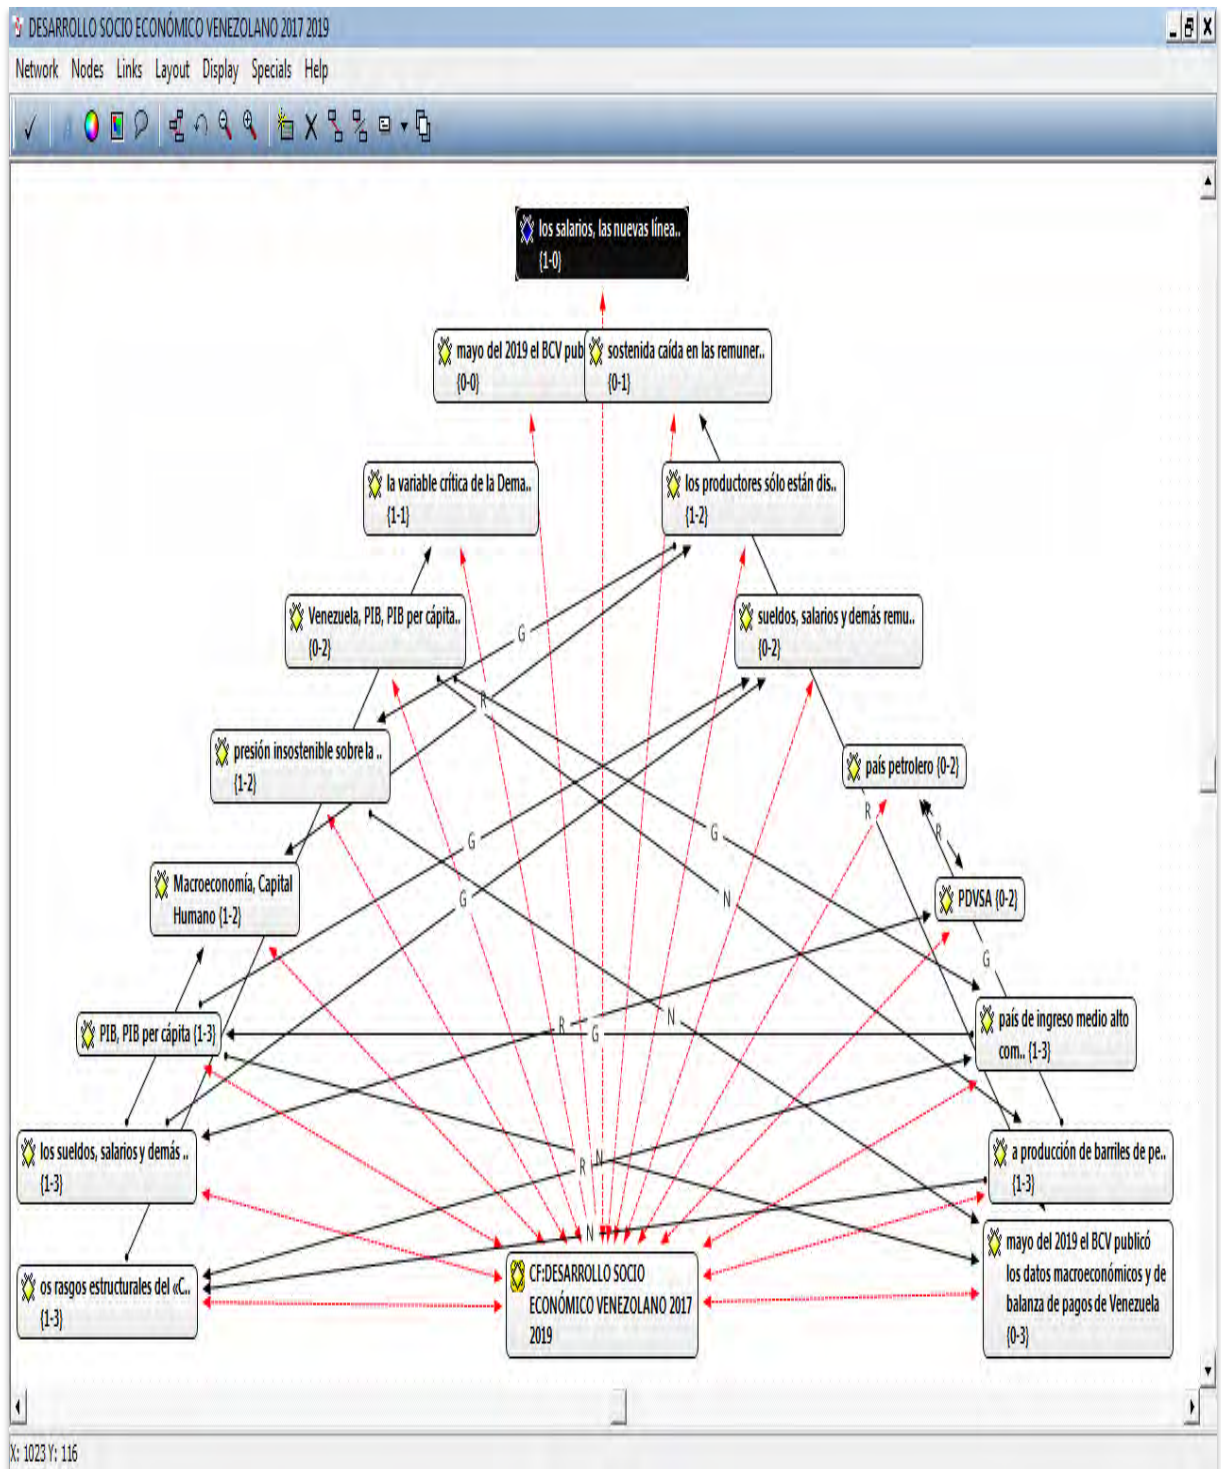 DESARROLLO SOCIO ECONÓMICO VENEZOLANO 2017 2019
Network Nodes Links Layout Display Specials Help
los salarios, las nuevas línea..
{1-0}
mayo del 2019 el BCV pub
{0-0}
sostenida caída en las remuner..
{0-1}
la variable crítica de la Dema..
{1-1}
los productores sólo están dis..
{1-2}
Venezuela, PIB, PIB per cápita..
{0-2}
sueldos, salarios y demás remu..
{0-2}
G
R
presión insostenible sobre la ..
{1-2}
país petrolero {0-2}
R
G
R
G
Macroeconomía, Capital
Humano {1-2}
N
G
PDVSA {0-2}
G
PIB, PIB per cápita {1-3}
R
G
N
país de ingreso medio alto
com.. {1-3}
los sueldos, salarios y demás ..
{1-3}
R
N
a producción de barriles de pe..
{1-3}
N
os rasgos estructurales del «C..
{1-3}
CF:DESARROLLO SOCIO
ECONÓMICO VENEZOLANO 2017
2019
mayo del 2019 el BCV publicó
los datos macroeconómicos y de
balanza de pagos de Venezuela
{0-3}
X: 1023 Y: 116